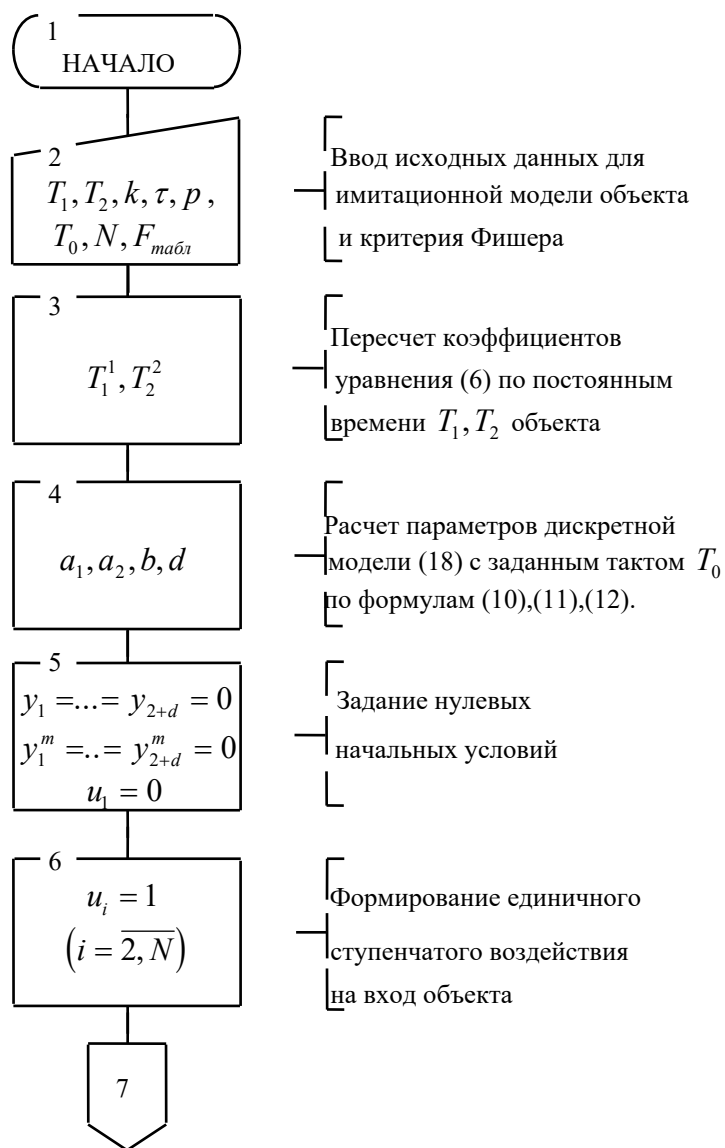 1
НАЧАЛО
2
T₁, T₂, k, τ, p,
T₀, N, Fтабл
Ввод исходных данных для
имитационной модели объекта
и критерия Фишера
3
T₁¹, T₂²
Пересчет коэффициентов
уравнения (6) по постоянным
времени T₁, T₂ объекта
4
a₁, a₂, b, d
Расчет параметров дискретной
модели (18) с заданным тактом T₀
по формулам (10),(11),(12).
5
y₁ =...= y₂₊d = 0
y₁ᵐ =..= y₂₊dᵐ = 0
u₁ = 0
Задание нулевых
начальных условий
6
uᵢ = 1
(i = 2, N)
Формирование единичного
ступенчатого воздействия
на вход объекта
7